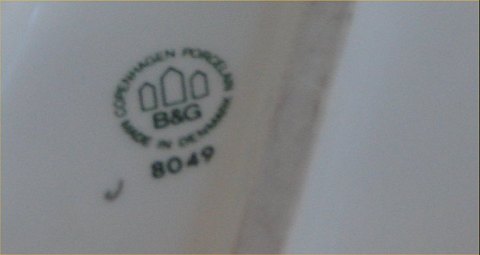 COPENHAGEN PORCELAIN
B&G
MADE IN DENMARK
8049